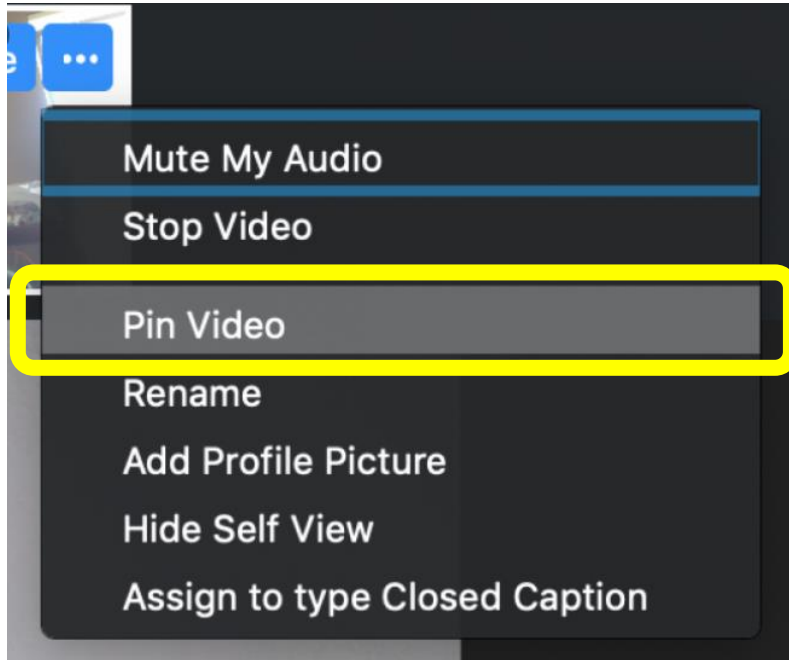 e ...
Mute My Audio
Stop Video
Pin Video
Rename
Add Profile Picture
Hide Self View
Assign to type Closed Caption